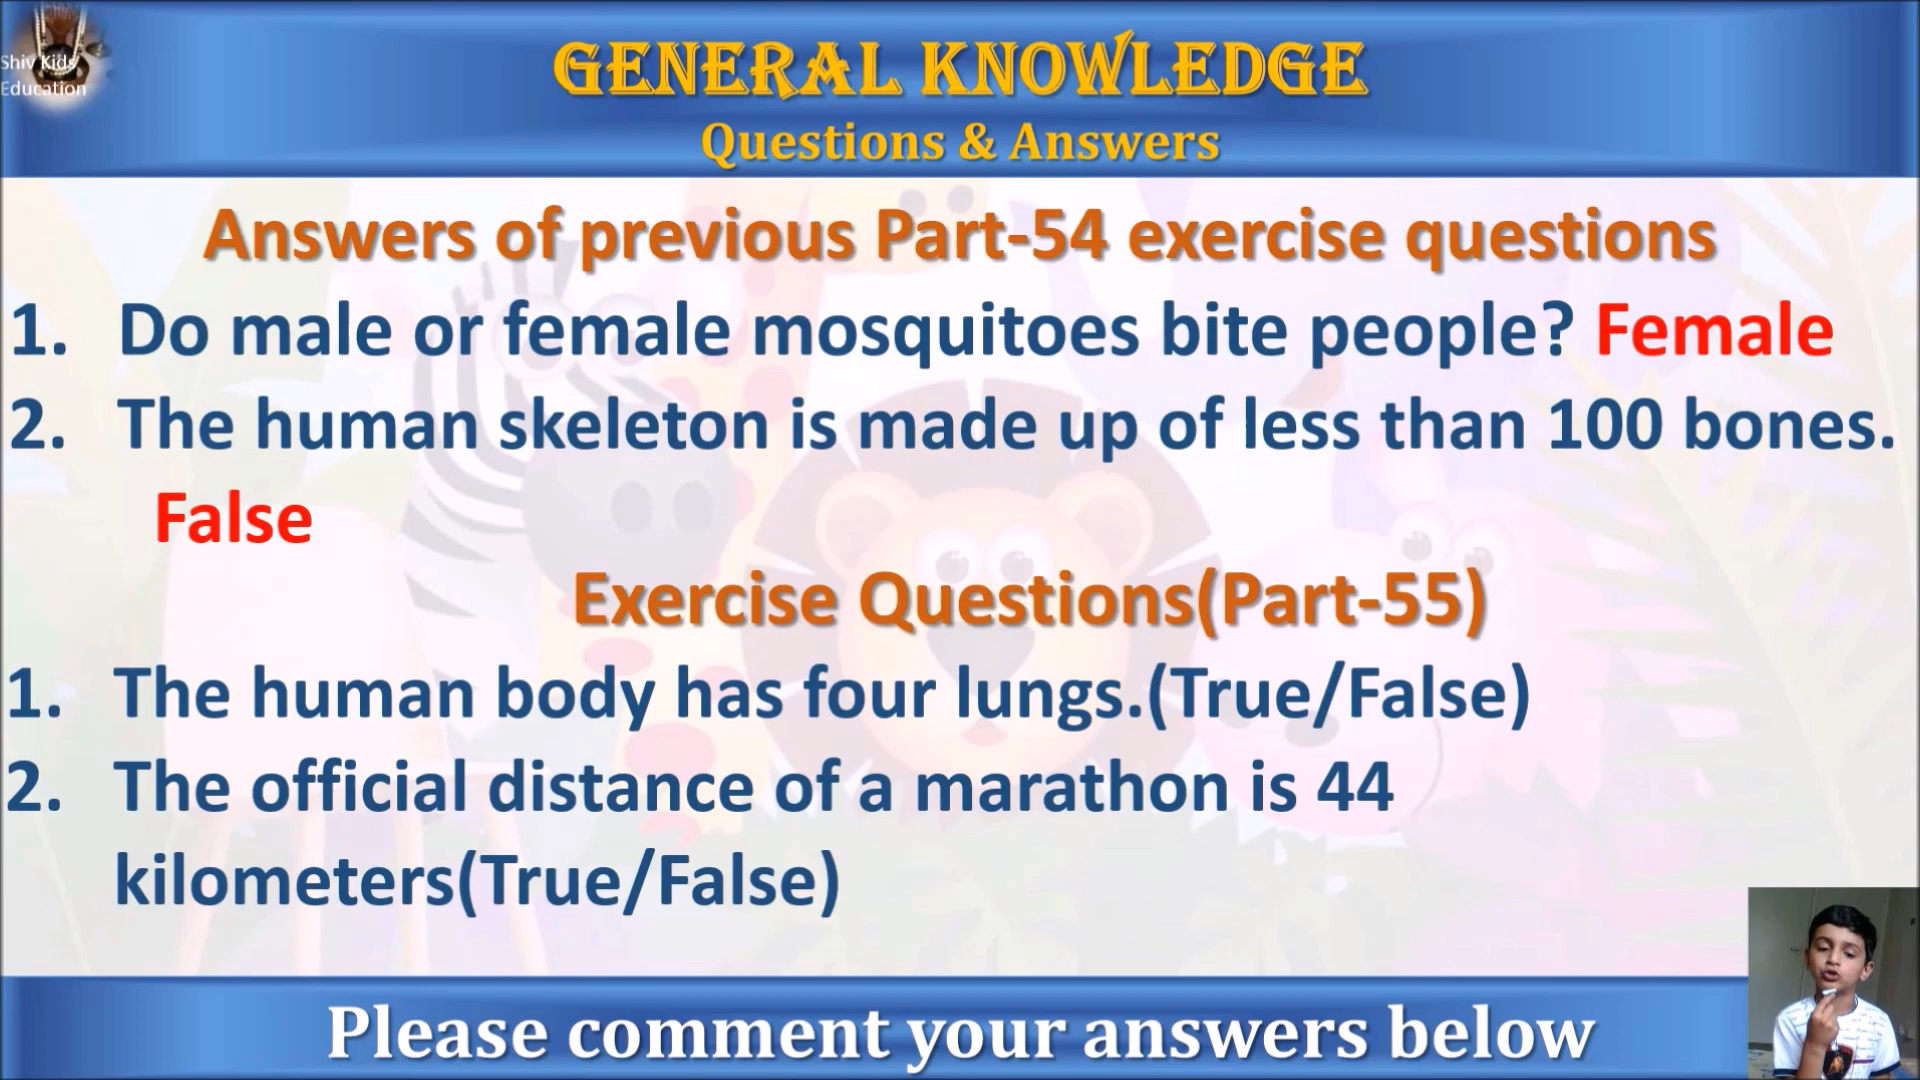 Shiv Kids
Education
GENERAL KNOWLEDGE
Questions & Answers
Answers of previous Part-54 exercise questions
1. Do male or female mosquitoes bite people? Female
2. The human skeleton is made up of less than 100 bones.
False
Exercise Questions(Part-55)
1. The human body has four lungs.(True/False)
2. The official distance of a marathon is 44
kilometers(True/False)
Please comment your answers below